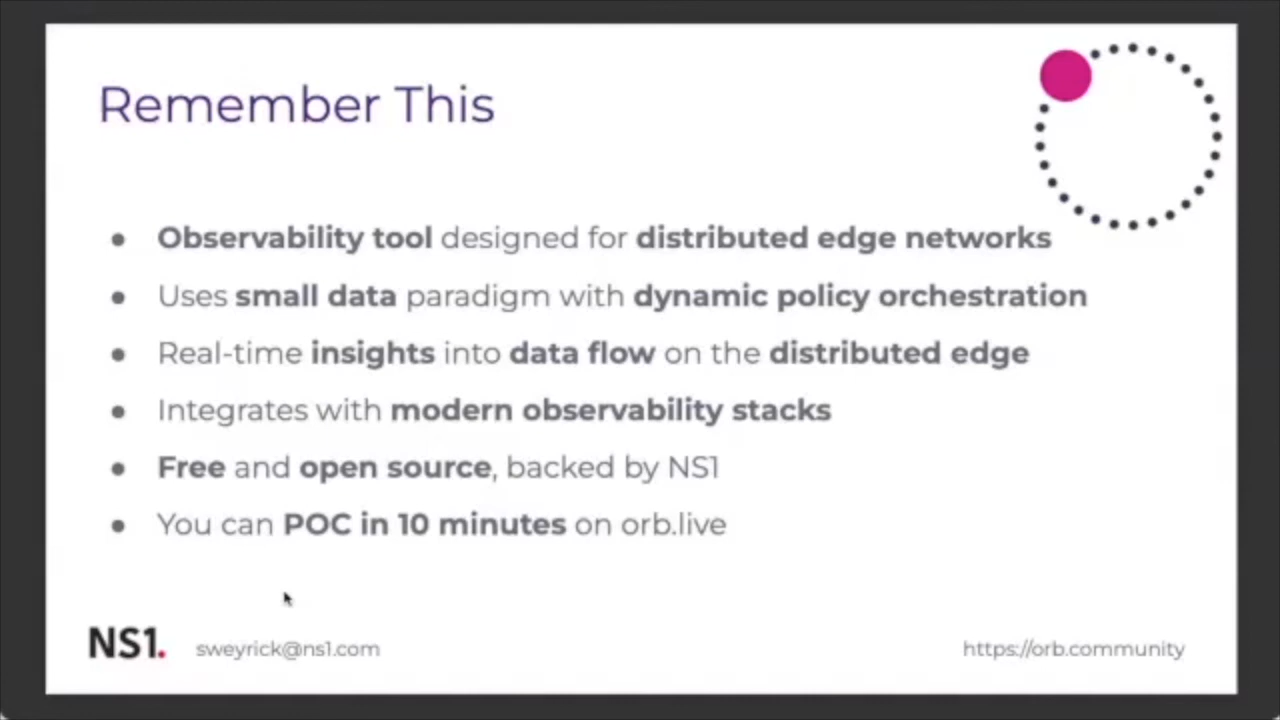 Remember This
● Observability tool designed for distributed edge networks
● Uses small data paradigm with dynamic policy orchestration
● Real-time insights into data flow on the distributed edge
● Integrates with modern observability stacks
● Free and open source, backed by NS1
● You can POC in 10 minutes on orb.live
NS1. sweyrick@ns1.com
https://orb.community